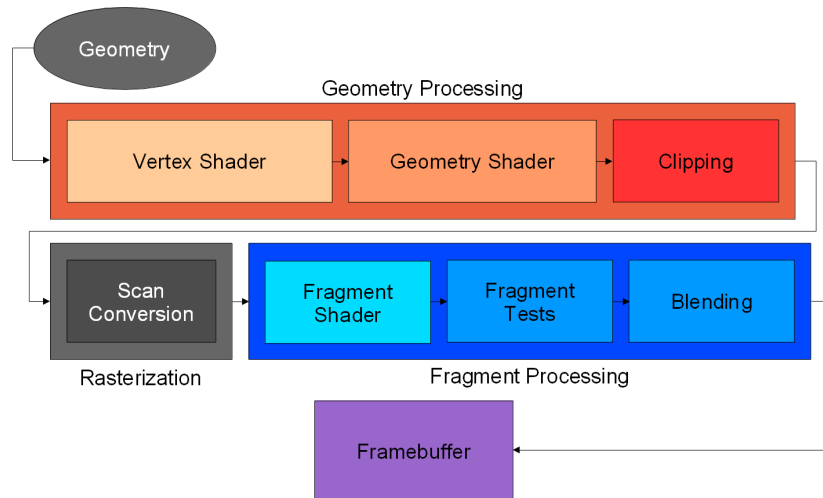 Geometry
Geometry Processing
Vertex Shader
Geometry Shader
Clipping
Scan
Conversion
Fragment
Shader
Fragment
Tests
Blending
Rasterization
Fragment Processing
Framebuffer